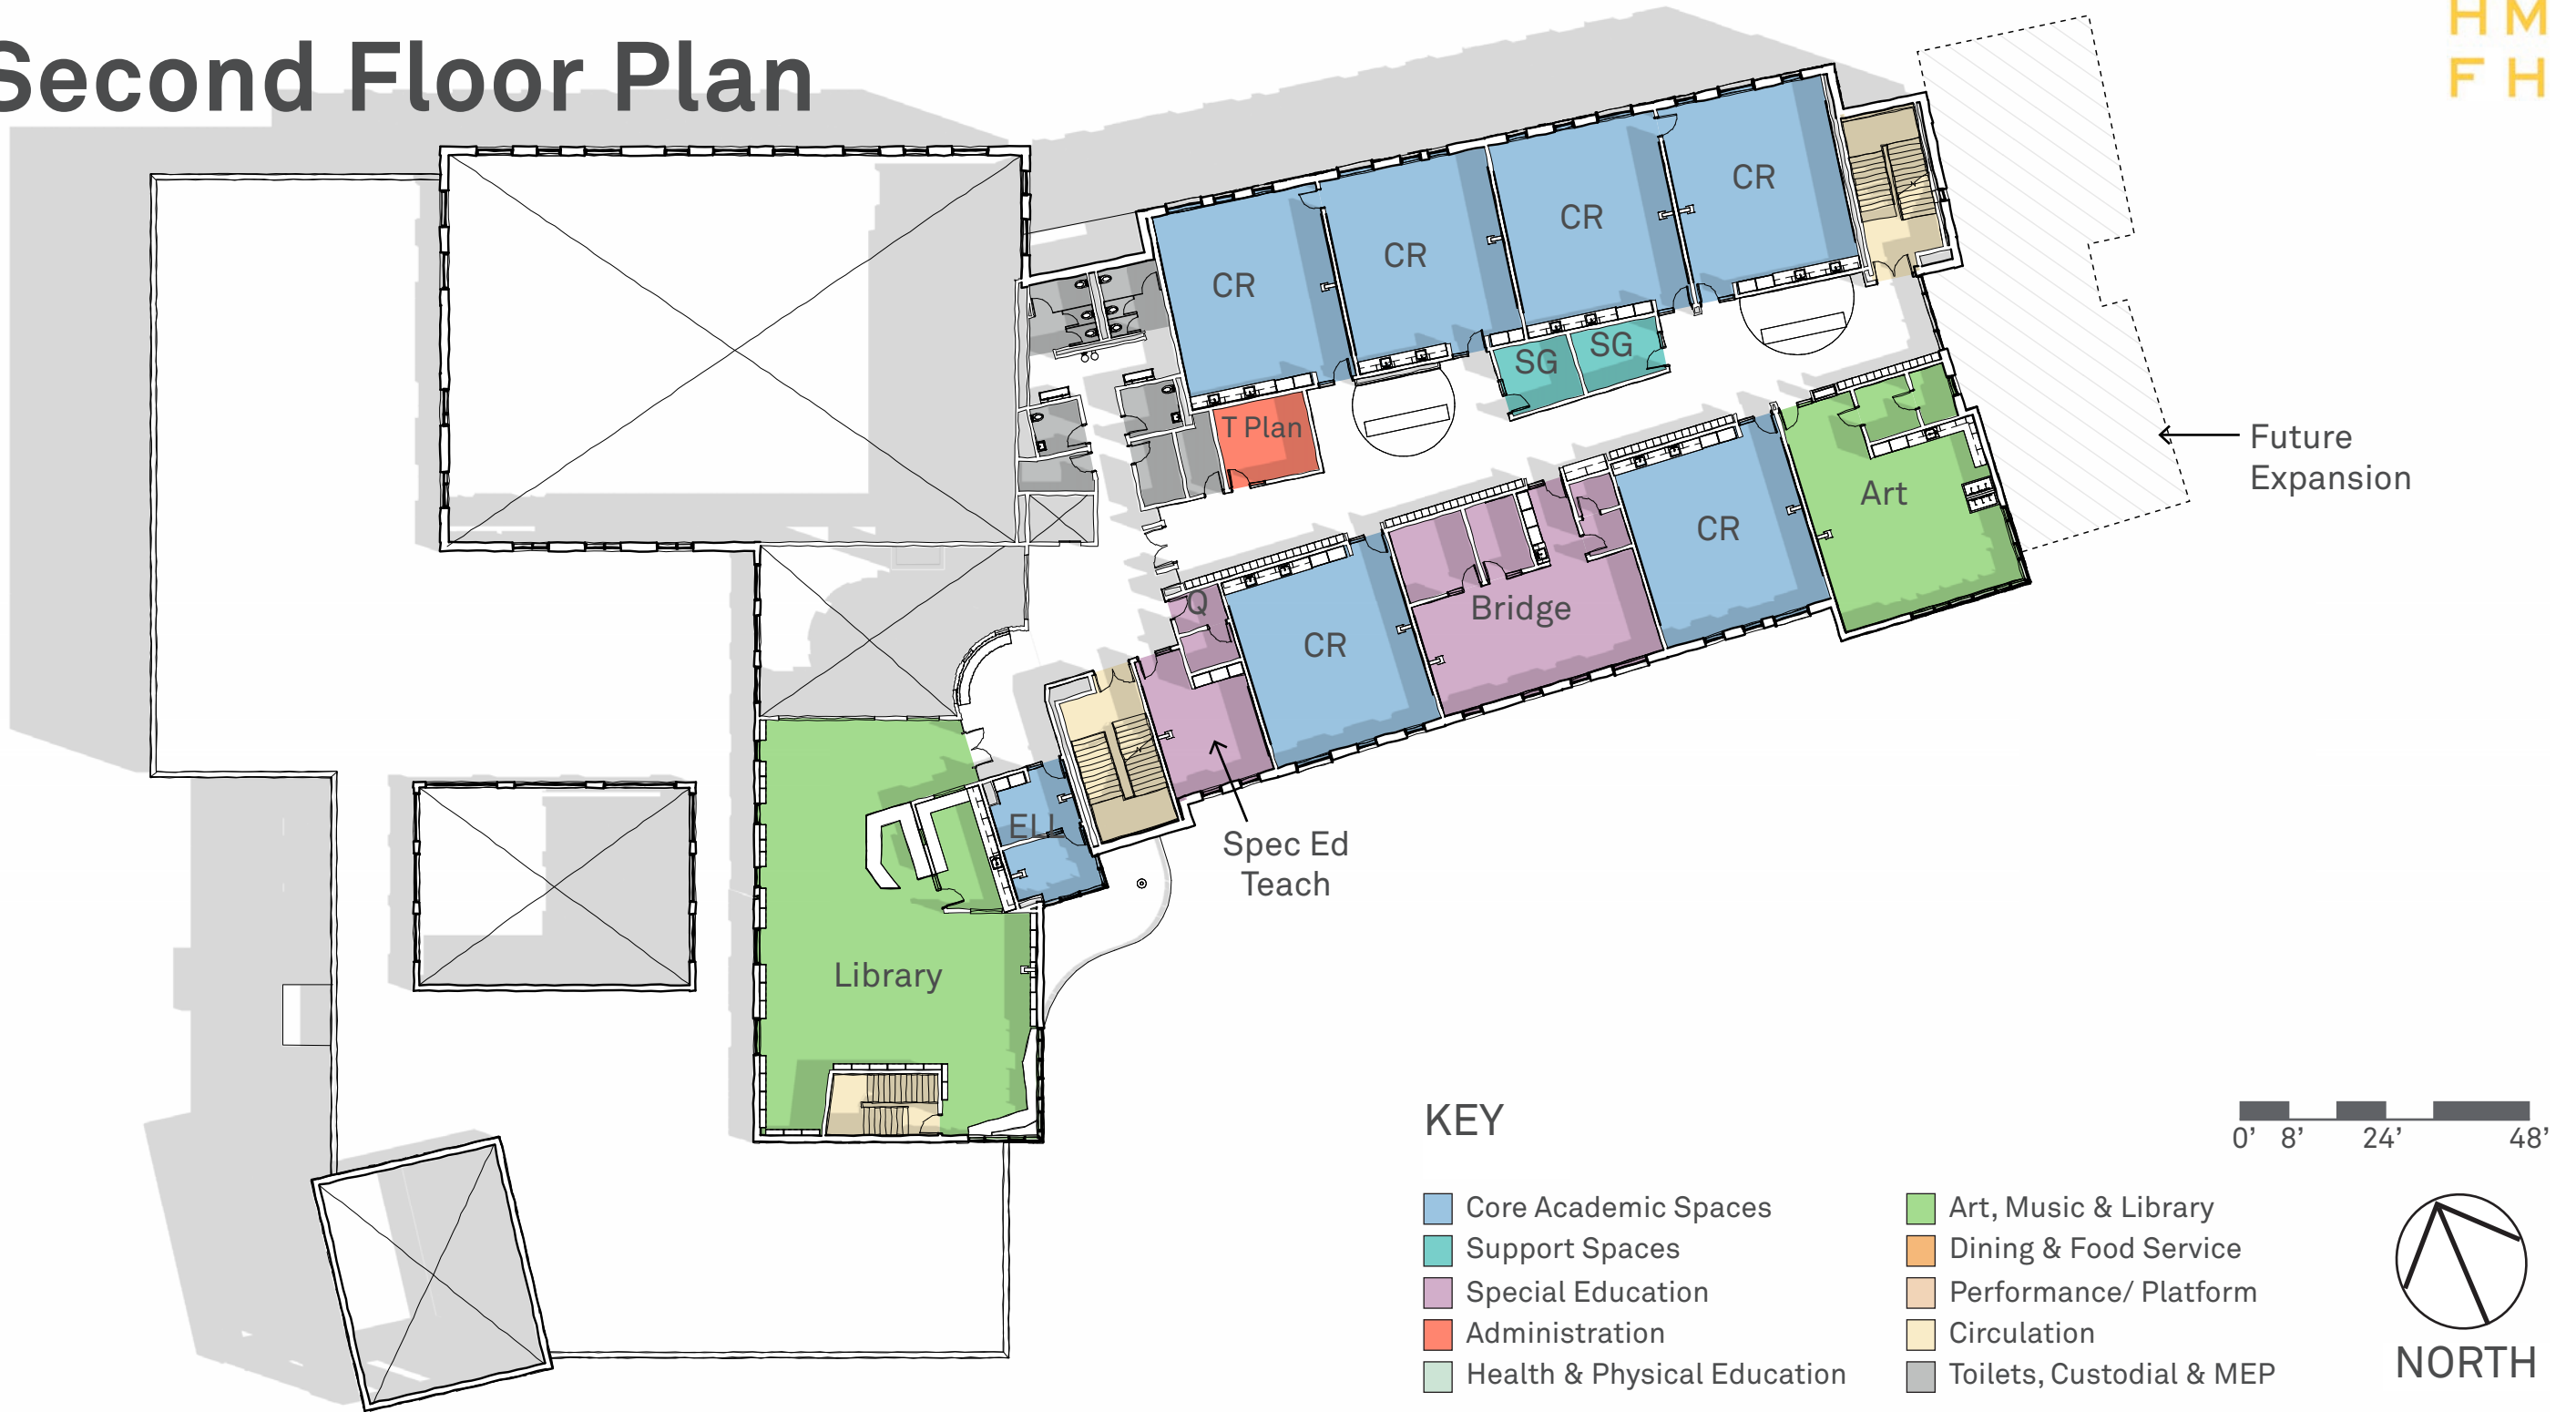 Second Floor Plan
H M
F H
CR
CR
CR
CR
SG
SG
T Plan
Art
CR
Future
Expansion
Q
Bridge
CR
ELL
Spec Ed
Teach
Library
KEY
0' 8' 24' 48'
Core Academic Spaces
Support Spaces
Special Education
Administration
Health & Physical Education
Art, Music & Library
Dining & Food Service
Performance/ Platform
Circulation
Toilets, Custodial & MEP
NORTH